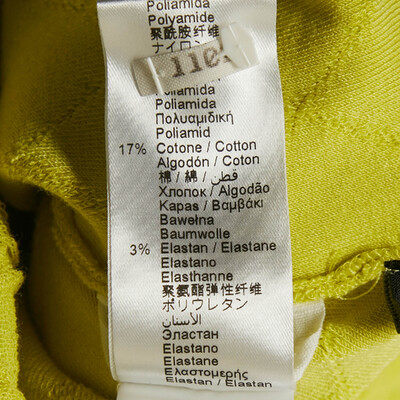 Poliamida
Polyamide
聚酰胺纤维
ナイロン
110
Poliamida
Poliamida
Πολυαμιδική
Poliamid
17% Cotone / Cotton
Algodón / Coton
棉 / 綿 / قطن
Хлопок / Algodão
Kapas / Βαμβάκι
Bawełna
Baumwolle
3% Elastan / Elastane
Elastano
Elasthanne
聚氨酯弹性纤维
ポリウレタン
الأستان
Эластан
Elastano
Elastane
Ελαστομερής
Elastan / Elastan